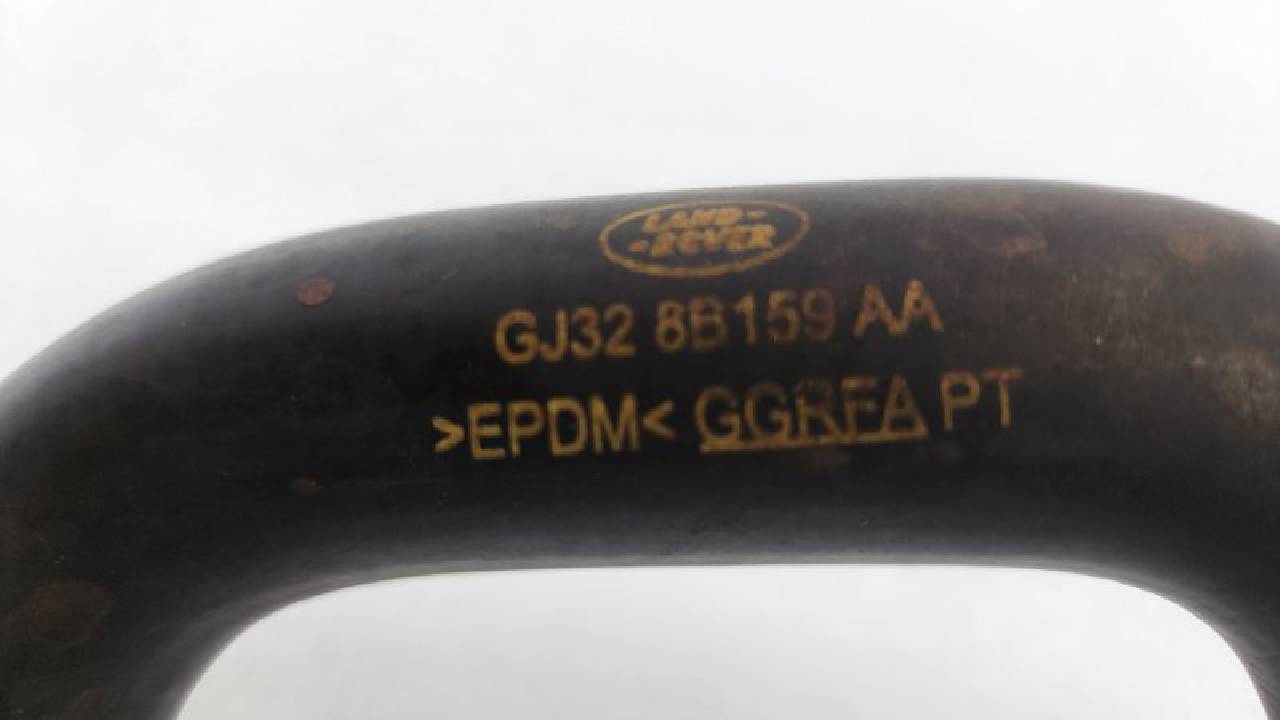 LAND-
-ROVER
GJ32 8B159 AA
>EPDM< GGRFA PT